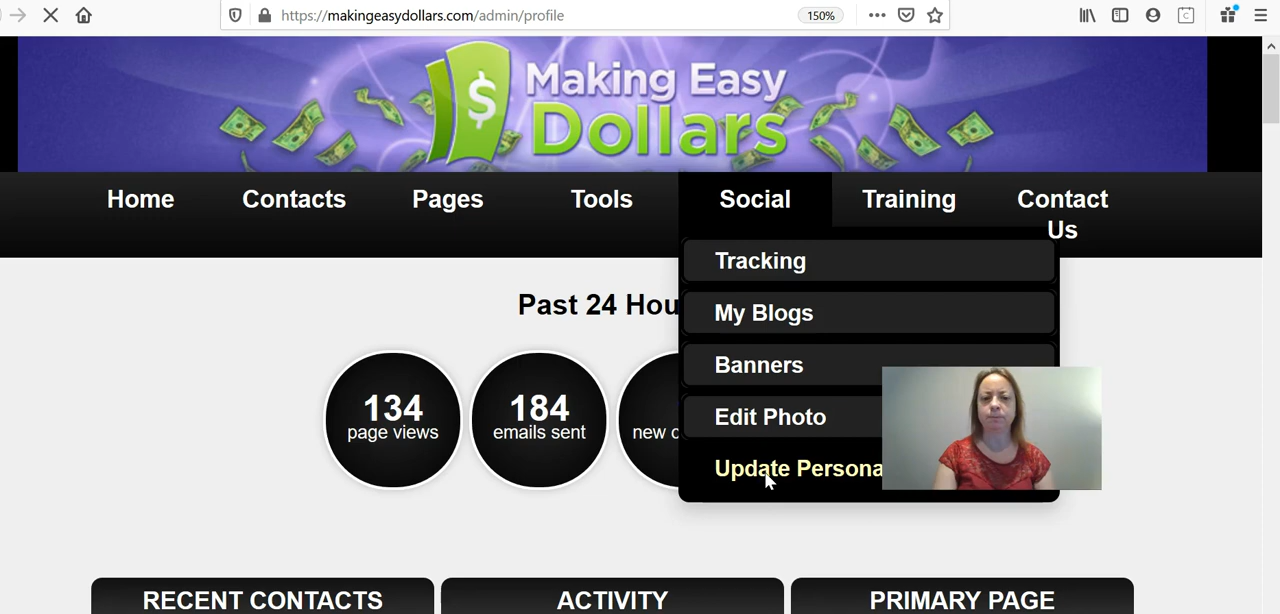 https://makingeasydollars.com/admin/profile
150%
Making Easy
Dollars
$
Home
Contacts
Pages
Tools
Social
Training
Contact
Us
Tracking
My Blogs
Banners
Edit Photo
Update Persona
Past 24 Hou
134
page views
184
emails sent
new c
RECENT CONTACTS
ACTIVITY
PRIMARY PAGE